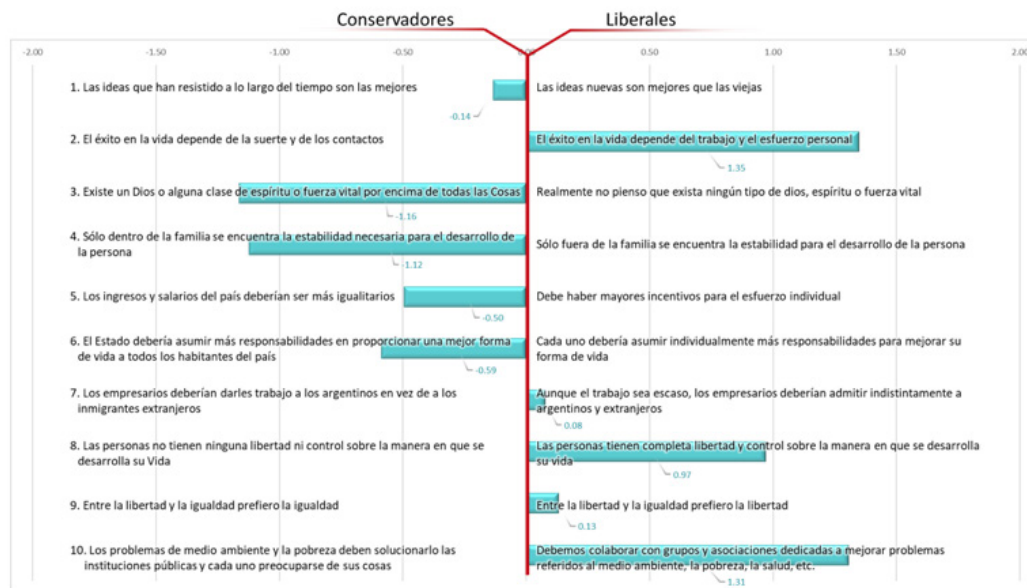 Conservadores Liberales
-2.00 -1.50 -1.00 -0.50 0.00 0.50 1.00 1.50 2.00
1. Las ideas que han resistido a lo largo del tiempo son las mejores
Las ideas nuevas son mejores que las viejas
-0.14
2. El éxito en la vida depende de la suerte y de los contactos
El éxito en la vida depende del trabajo y el esfuerzo personal
1.35
3. Existe un Dios o alguna clase de espíritu o fuerza vital por encima de todas las Cosas
Realmente no pienso que exista ningún tipo de dios, espíritu o fuerza vital
-1.16
4. Sólo dentro de la familia se encuentra la estabilidad necesaria para el desarrollo de
la persona
Sólo fuera de la familia se encuentra la estabilidad para el desarrollo de la persona
-1.12
5. Los ingresos y salarios del país deberían ser más igualitarios
Debe haber mayores incentivos para el esfuerzo individual
-0.50
6. El Estado debería asumir más responsabilidades en proporcionar una mejor forma
de vida a todos los habitantes del país
Cada uno debería asumir individualmente más responsabilidades para mejorar su
forma de vida
-0.59
7. Los empresarios deberían darles trabajo a los argentinos en vez de a los
inmigrantes extranjeros
Aunque el trabajo sea escaso, los empresarios deberían admitir indistintamente a
argentinos y extranjeros
0.08
8. Las personas no tienen ninguna libertad ni control sobre la manera en que se
desarrolla su Vida
Las personas tienen completa libertad y control sobre la manera en que se desarrolla
su vida
0.97
9. Entre la libertad y la igualdad prefiero la igualdad
Entre la libertad y la igualdad prefiero la libertad
0.13
10. Los problemas de medio ambiente y la pobreza deben solucionarlo las
instituciones públicas y cada uno preocuparse de sus cosas
Debemos colaborar con grupos y asociaciones dedicadas a mejorar problemas
referidos al medio ambiente, la pobreza, la salud, etc.
1.31